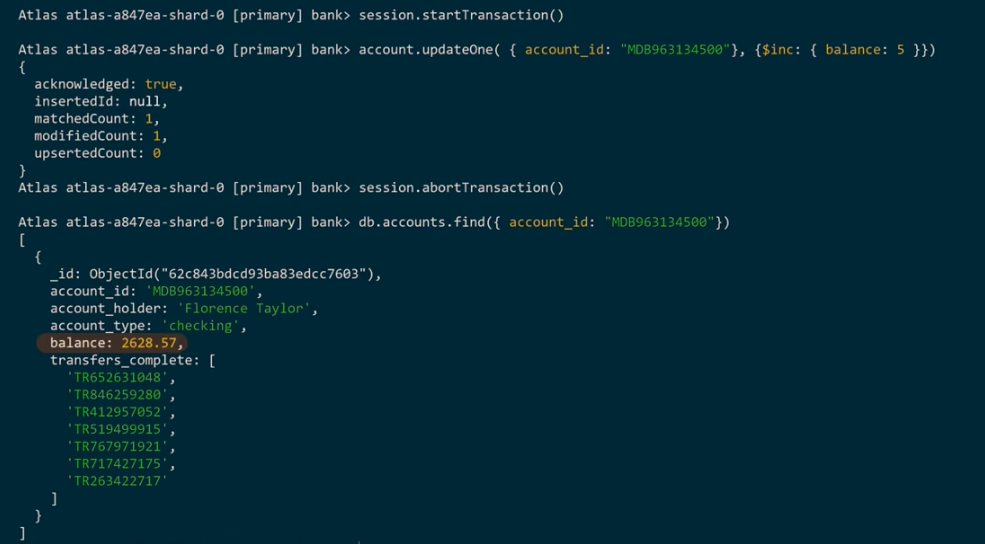 Atlas atlas-a847ea-shard-0 [primary] bank> session.startTransaction()
Atlas atlas-a847ea-shard-0 [primary] bank> account.updateOne( { account_id: "MDB963134500"}, {$inc: { balance: 5 }})
{
  acknowledged: true,
  insertedId: null,
  matchedCount: 1,
  modifiedCount: 1,
  upsertedCount: 0
}
Atlas atlas-a847ea-shard-0 [primary] bank> session.abortTransaction()
Atlas atlas-a847ea-shard-0 [primary] bank> db.accounts.find({ account_id: "MDB963134500"})
[
  {
    _id: ObjectId("62c843bdcd93ba83edcc7603"),
    account_id: 'MDB963134500',
    account_holder: 'Florence Taylor',
    account_type: 'checking',
    balance: 2628.57,
    transfers_complete: [
      'TR652631048',
      'TR846259280',
      'TR412957052',
      'TR519499915',
      'TR767971921',
      'TR717427175',
      'TR263422717'
    ]
  }
]